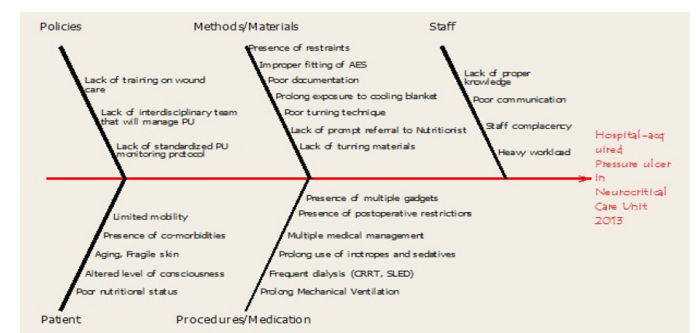 Policies
Methods/Materials
Staff
Lack of training on wound
care
Lack of interdisciplinary team
that will manage PU
Lack of standardized PU
monitoring protocol
Presence of restraints
Improper fitting of AES
Poor documentation
Prolong exposure to cooling blanket
Poor turning technique
Lack of prompt referral to Nutritionist
Lack of turning materials
Lack of proper
knowledge
Poor communication
Staff complacency
Heavy workload
Hospital-acq
uired
Pressure ulcer
in
Neurocritical
Care Unit
2013
Limited mobility
Presence of co-morbidities
Aging, Fragile skin
Altered level of consciousness
Poor nutritional status
Presence of multiple gadgets
Presence of postoperative restrictions
Multiple medical management
Prolong use of inotropes and sedatives
Frequent dialysis (CRRT, SLED)
Prolong Mechanical Ventilation
Patient
Procedures/Medication